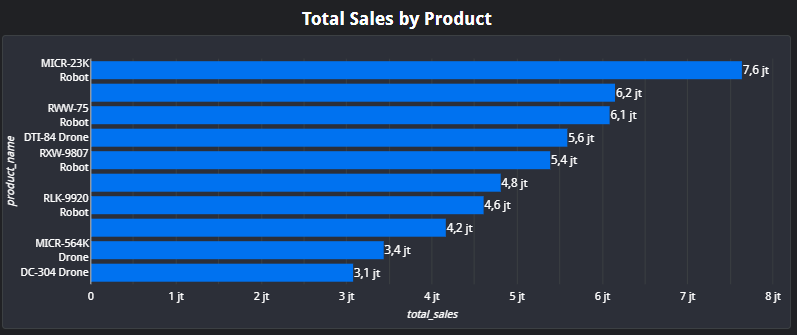 Total Sales by Product
product_name
MICR-23K
Robot
7,6 jt
6,2 jt
RWW-75
Robot
6,1 jt
DTI-84 Drone
5,6 jt
RXW-9807
Robot
5,4 jt
4,8 jt
RLK-9920
Robot
4,6 jt
4,2 jt
MICR-564K
Drone
3,4 jt
DC-304 Drone
3,1 jt
0 1 jt 2 jt 3 jt 4 jt 5 jt 6 jt 7 jt 8 jt
total_sales